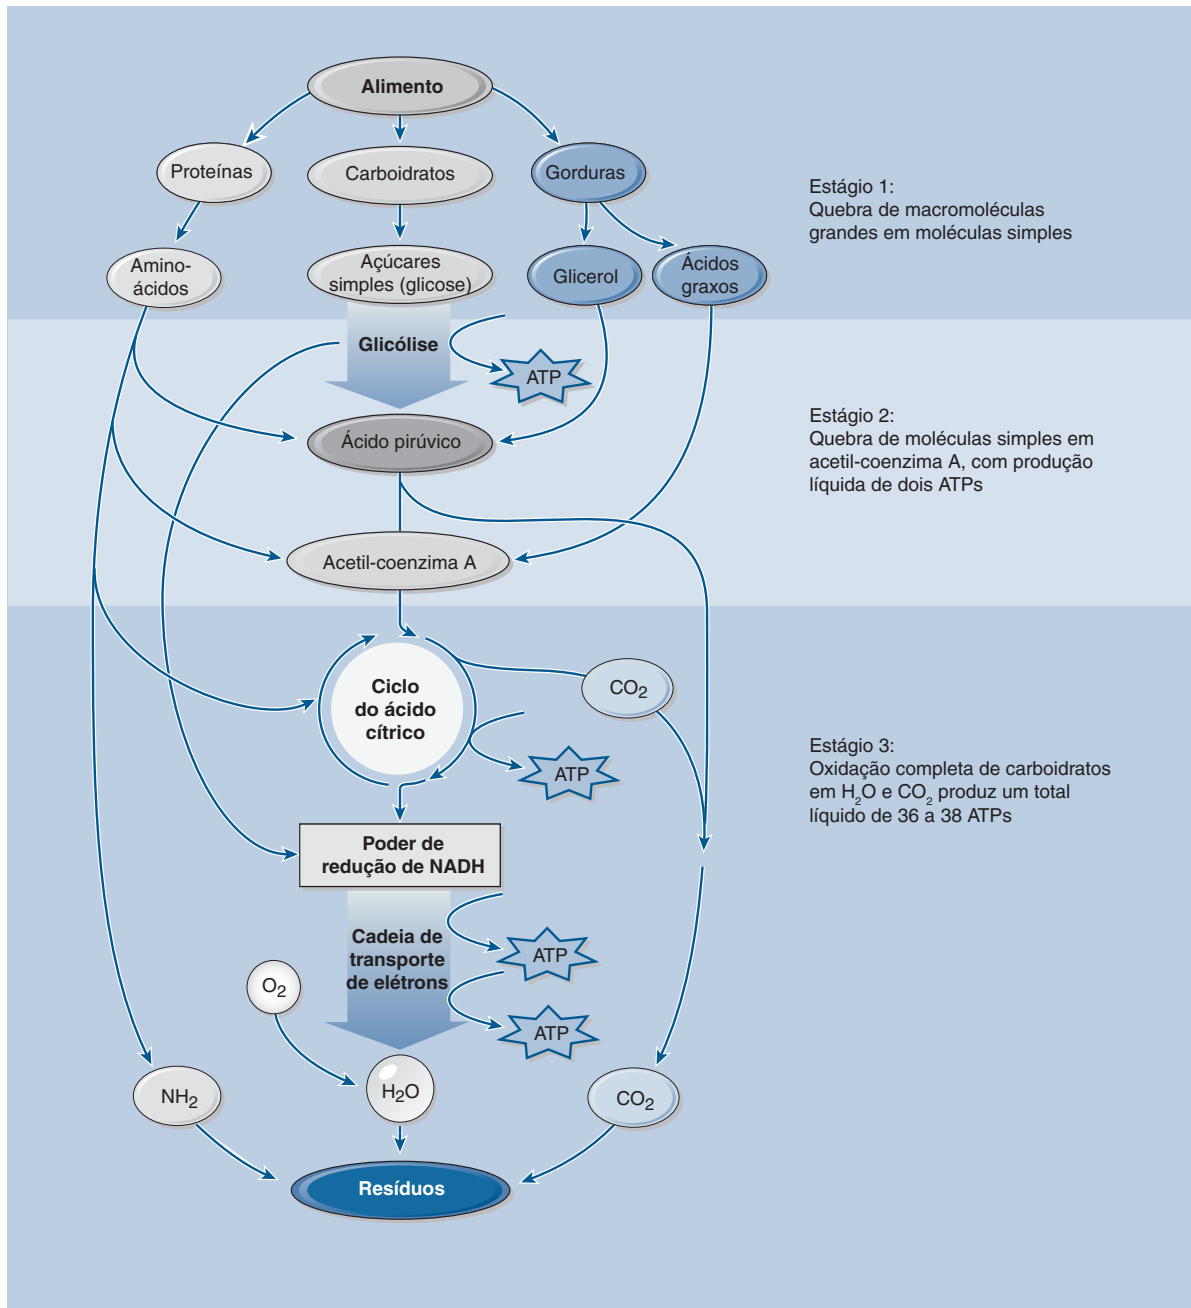 Alimento
Proteínas
Carboidratos
Gorduras
Estágio 1:
Quebra de macromoléculas
grandes em moléculas simples
Amino-
ácidos
Açúcares
simples (glicose)
Glicerol
Ácidos
graxos
Glicólise
ATP
Ácido pirúvico
Estágio 2:
Quebra de moléculas simples em
acetil-coenzima A, com produção
líquida de dois ATPs
Acetil-coenzima A
Ciclo
do ácido
cítrico
CO₂
ATP
Estágio 3:
Oxidação completa de carboidratos
em H₂O e CO₂ produz um total
líquido de 36 a 38 ATPs
Poder de
redução de NADH
Cadeia de
transporte
de elétrons
ATP
O₂
ATP
NH₂
H₂O
CO₂
Resíduos